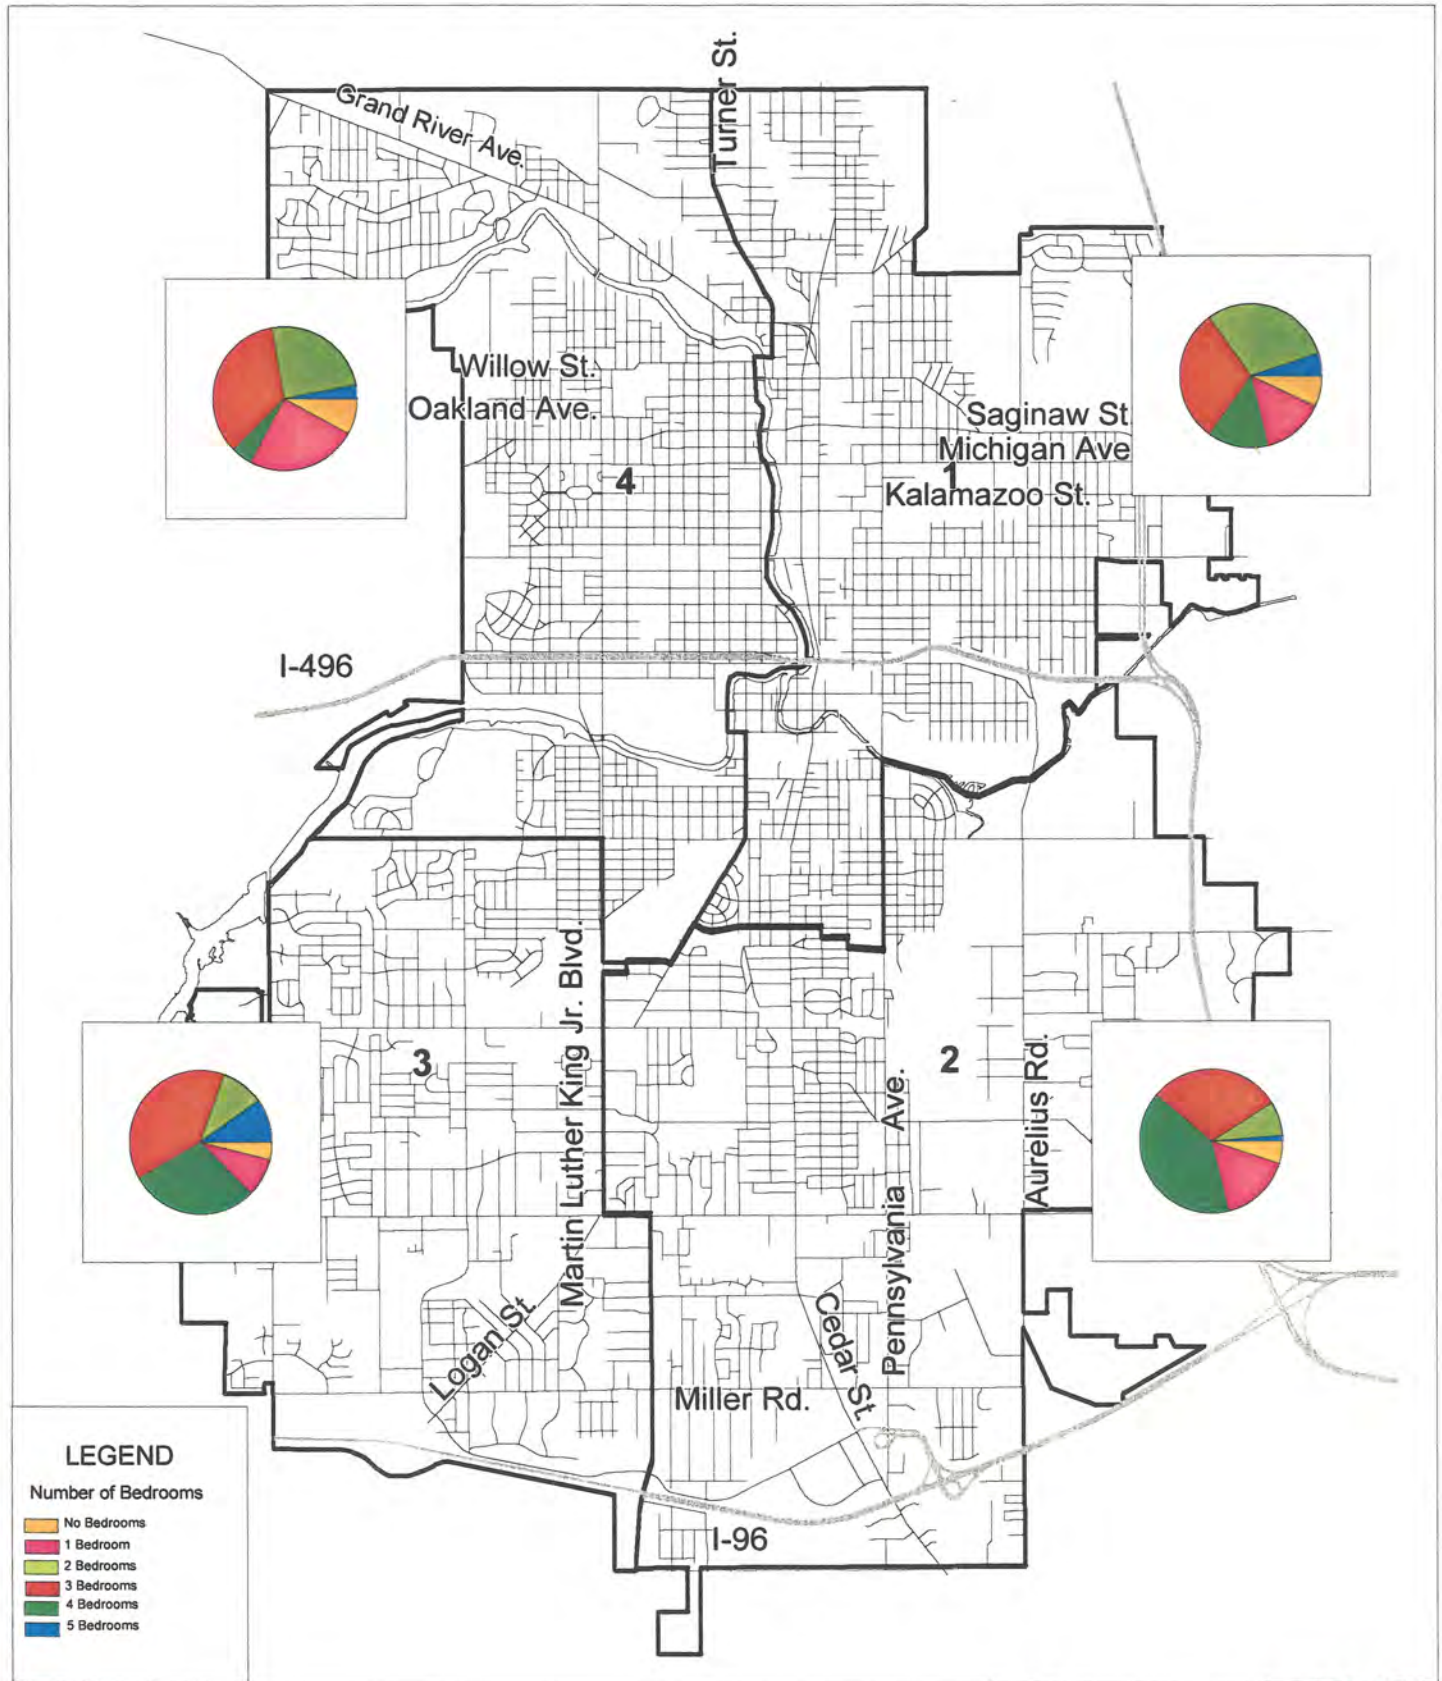 Turner St.
Grand River Ave.
Willow St.
Oakland Ave.
Saginaw St.
Michigan Ave
4
1
Kalamazoo St.
I-496
Martin Luther King Jr. Blvd.
3
2
Pennsylvania Ave.
Aurelius Rd.
Logan St.
Cedar St.
Miller Rd.
I-96
LEGEND
Number of Bedrooms
No Bedrooms
1 Bedroom
2 Bedrooms
3 Bedrooms
4 Bedrooms
5 Bedrooms